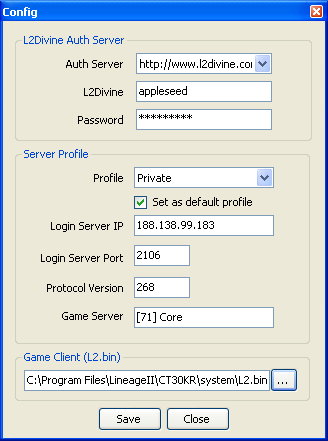 Config
L2Divine Auth Server
Auth Server http://www.l2divine.co
L2Divine appleseed
Password *********
Server Profile
Profile Private
Set as default profile
Login Server IP 188.138.99.183
Login Server Port 2106
Protocol Version 268
Game Server [71] Core
Game Client (L2.bin)
C:\Program Files\LineageII\CT30KR\system\L2.bin ...
Save Close